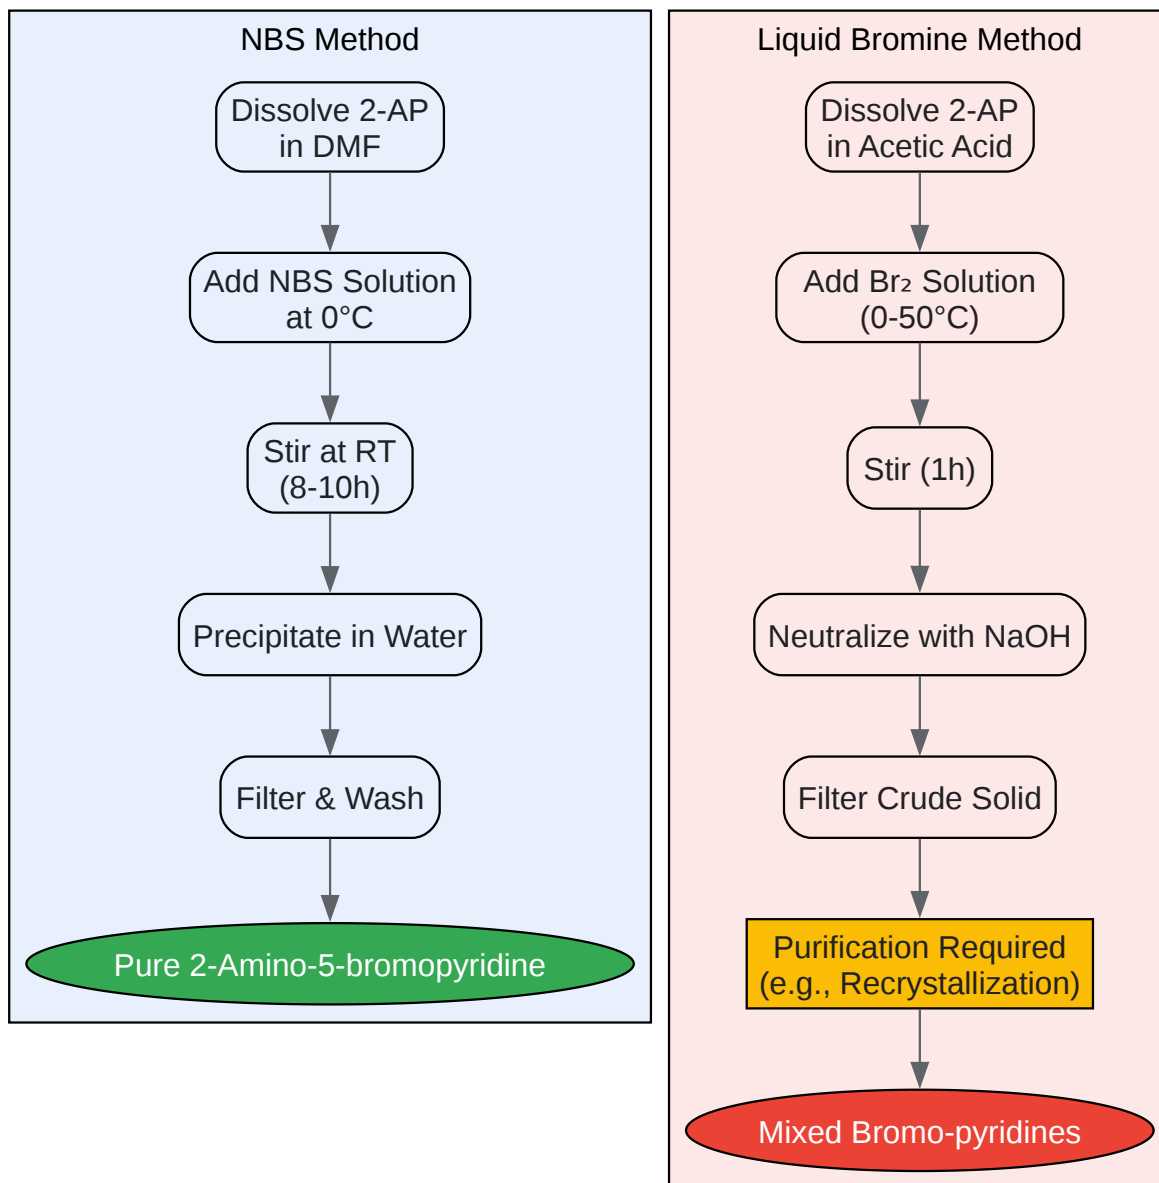 NBS Method
Dissolve 2-AP
in DMF
Add NBS Solution
at 0°C
Stir at RT
(8-10h)
Precipitate in Water
Filter & Wash
Pure 2-Amino-5-bromopyridine
Liquid Bromine Method
Dissolve 2-AP
in Acetic Acid
Add Br₂ Solution
(0-50°C)
Stir (1h)
Neutralize with NaOH
Filter Crude Solid
Purification Required
(e.g., Recrystallization)
Mixed Bromo-pyridines